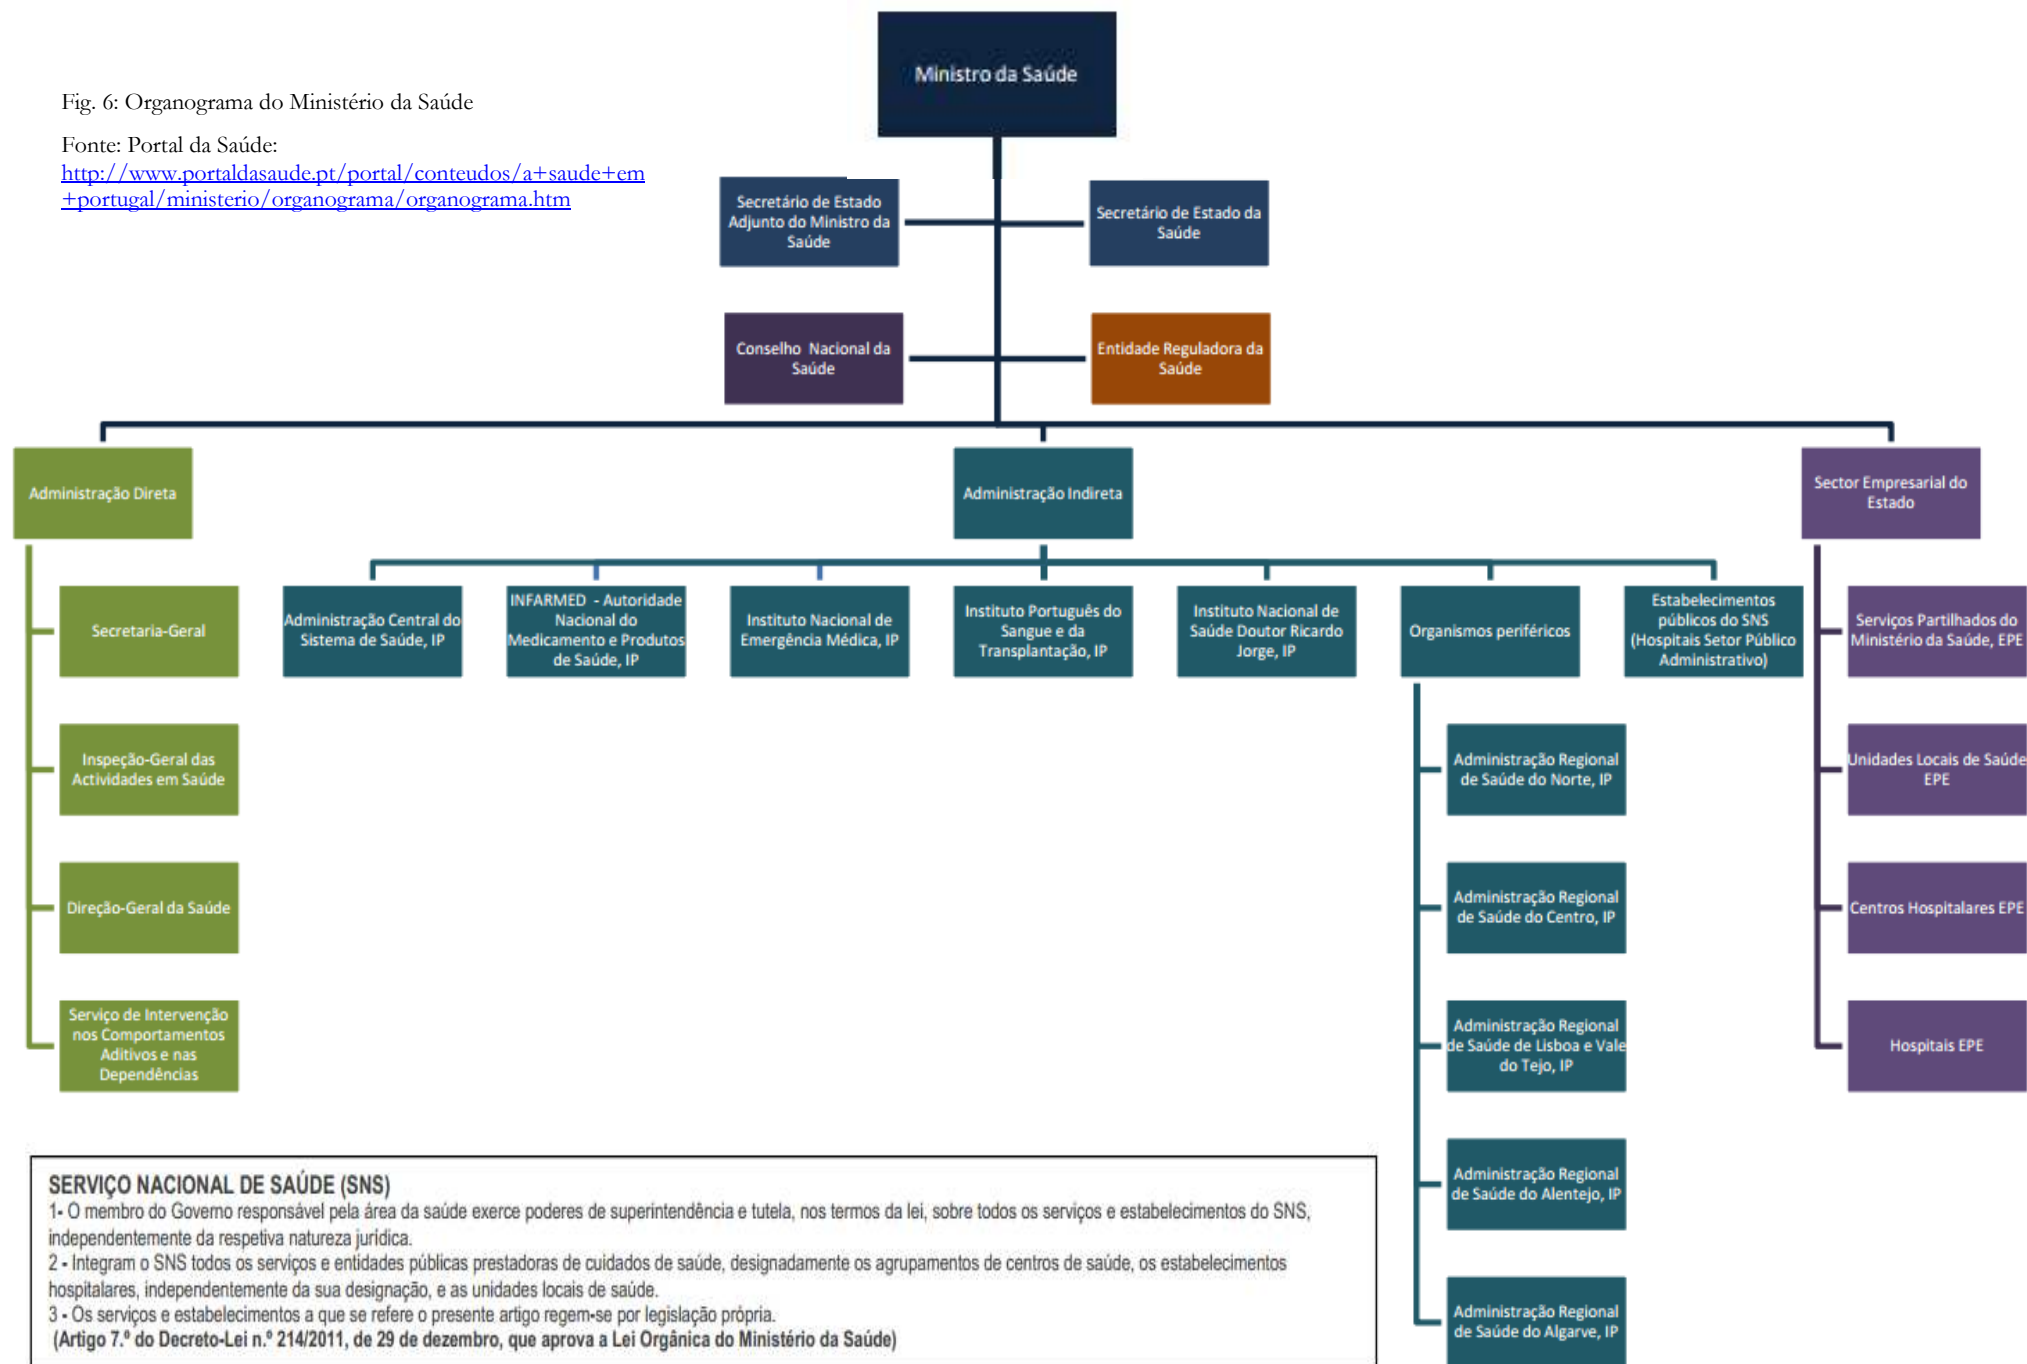 Ministro da Saúde
Fig. 6: Organograma do Ministério da Saúde
Fonte: Portal da Saúde:
http://www.portaldasaude.pt/portal/conteudos/a+saude+em
+portugal/ministerio/organograma/organograma.htm
Secretário de Estado
Adjunto do Ministro da
Saúde
Secretário de Estado da
Saúde
Conselho Nacional da
Saúde
Entidade Reguladora da
Saúde
Administração Direta
Administração Indireta
Sector Empresarial do
Estado
Secretaria-Geral
Inspeção-Geral das
Actividades em Saúde
Direção-Geral da Saúde
Serviço de Intervenção
nos Comportamentos
Aditivos e nas
Dependências
Administração Central do
Sistema de Saúde, IP
INFARMED - Autoridade
Nacional do
Medicamento e Produtos
de Saúde, IP
Instituto Nacional de
Emergência Médica, IP
Instituto Português do
Sangue e da
Transplantação, IP
Instituto Nacional de
Saúde Doutor Ricardo
Jorge, IP
Organismos periféricos
Estabelecimentos
públicos do SNS
(Hospitais Setor Público
Administrativo)
Administração Regional
de Saúde do Norte, IP
Administração Regional
de Saúde do Centro, IP
Administração Regional
de Saúde de Lisboa e Vale
do Tejo, IP
Administração Regional
de Saúde do Alentejo, IP
Administração Regional
de Saúde do Algarve, IP
Serviços Partilhados do
Ministério da Saúde, EPE
Unidades Locais de Saúde
EPE
Centros Hospitalares EPE
Hospitais EPE
SERVIÇO NACIONAL DE SAÚDE (SNS)
1- O membro do Governo responsável pela área da saúde exerce poderes de superintendência e tutela, nos termos da lei, sobre todos os serviços e estabelecimentos do SNS,
independentemente da respetiva natureza jurídica.
2 - Integram o SNS todos os serviços e entidades públicas prestadoras de cuidados de saúde, designadamente os agrupamentos de centros de saúde, os estabelecimentos
hospitalares, independentemente da sua designação, e as unidades locais de saúde.
3 - Os serviços e estabelecimentos a que se refere o presente artigo regem-se por legislação própria.
(Artigo 7.º do Decreto-Lei n.º 214/2011, de 29 de dezembro, que aprova a Lei Orgânica do Ministério da Saúde)